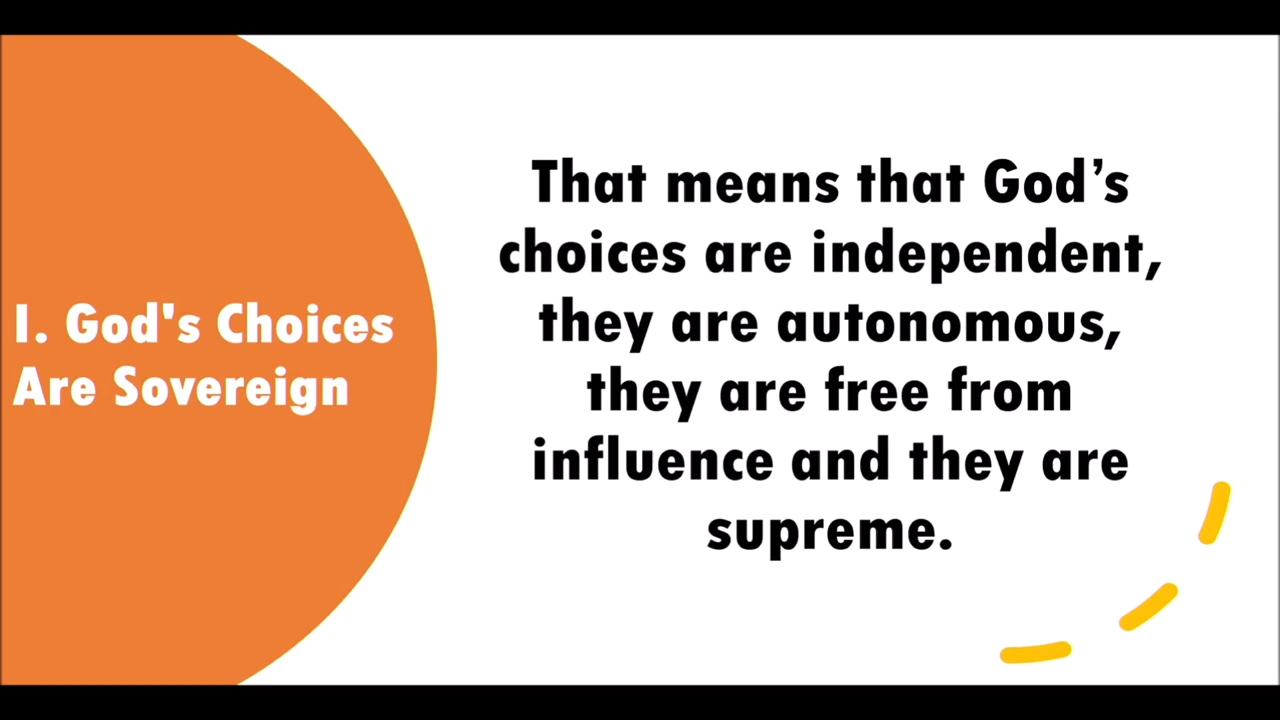 I. God's Choices
Are Sovereign
That means that God’s
choices are independent,
they are autonomous,
they are free from
influence and they are
supreme.